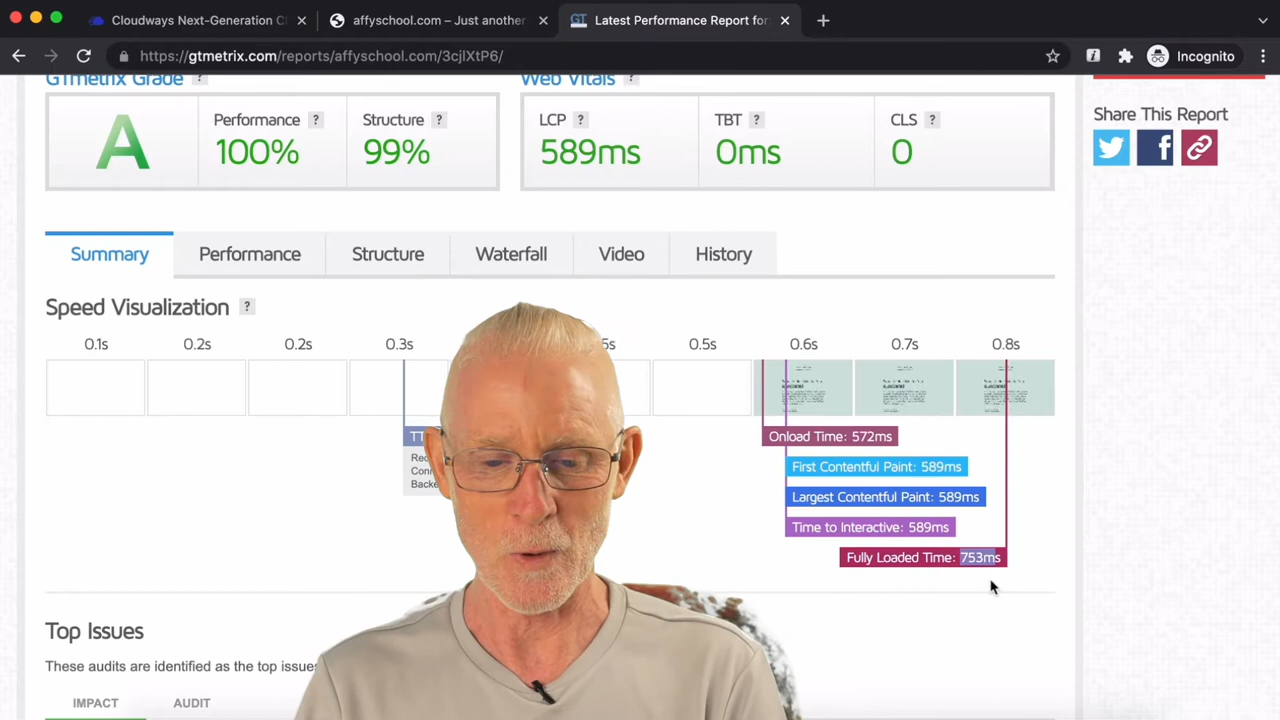 Cloudways Next-Generation Cl
affyschool.com – Just another
Latest Performance Report for
https://gtmetrix.com/reports/affyschool.com/3cjlXtP6/
Incognito
GTmetrix Grade ?
Web Vitals ?
A
Performance ?
100%
Structure ?
99%
LCP ?
589ms
TBT ?
0ms
CLS ?
0
Share This Report
Summary
Performance
Structure
Waterfall
Video
History
Speed Visualization ?
0.1s
0.2s
0.2s
0.3s
5s
0.5s
0.6s
0.7s
0.8s
TT
Onload Time: 572ms
First Contentful Paint: 589ms
Largest Contentful Paint: 589ms
Time to Interactive: 589ms
Fully Loaded Time: 753ms
Top Issues
These audits are identified as the top issues
IMPACT
AUDIT